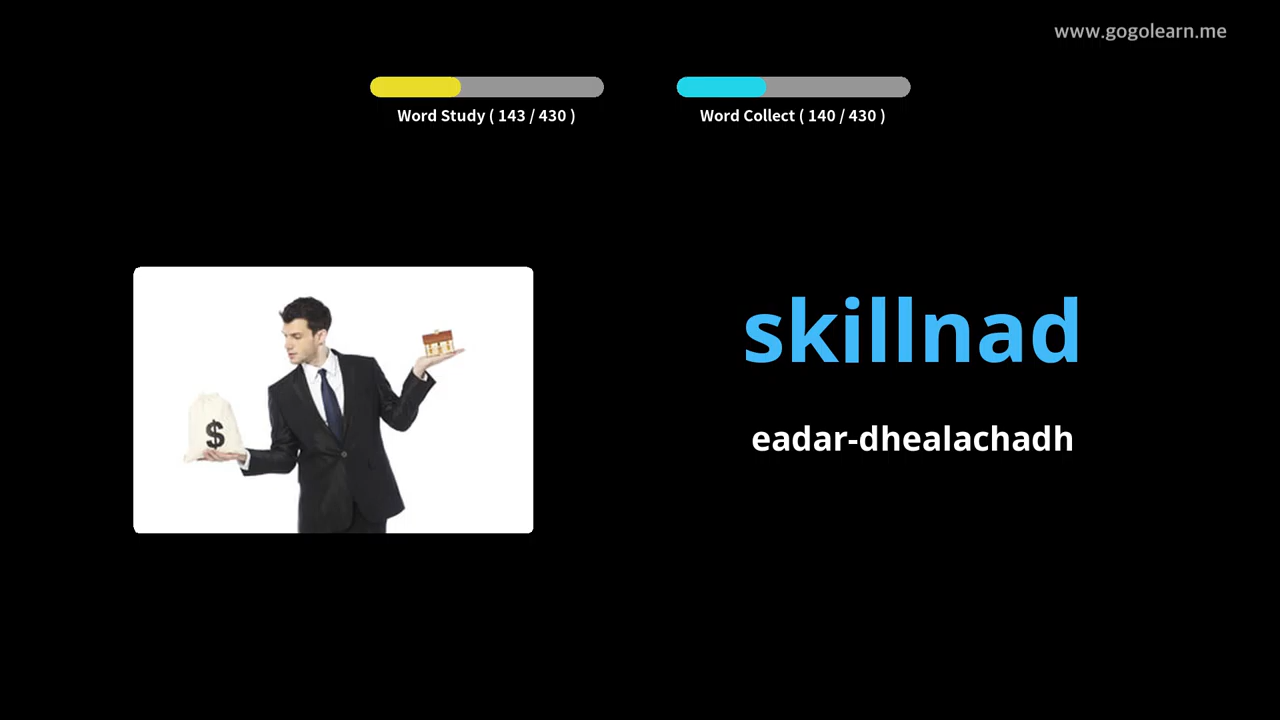 www.gogolearn.me
Word Study ( 143 / 430 )
Word Collect ( 140 / 430 )
$
skillnad
eadar-dhealachadh